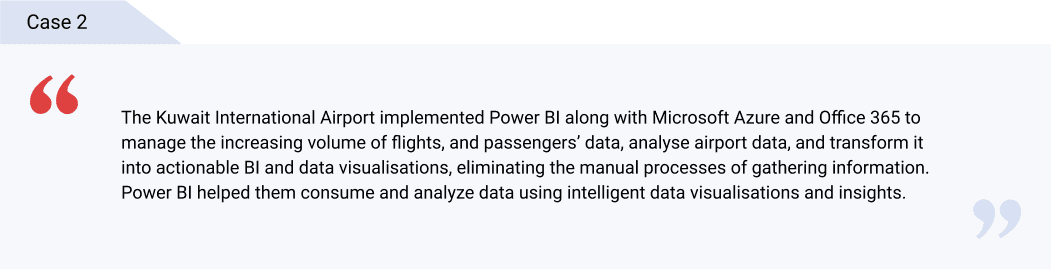 Case 2
“
The Kuwait International Airport implemented Power BI along with Microsoft Azure and Office 365 to
manage the increasing volume of flights, and passengers’ data, analyse airport data, and transform it
into actionable BI and data visualisations, eliminating the manual processes of gathering information.
Power BI helped them consume and analyze data using intelligent data visualisations and insights.
”